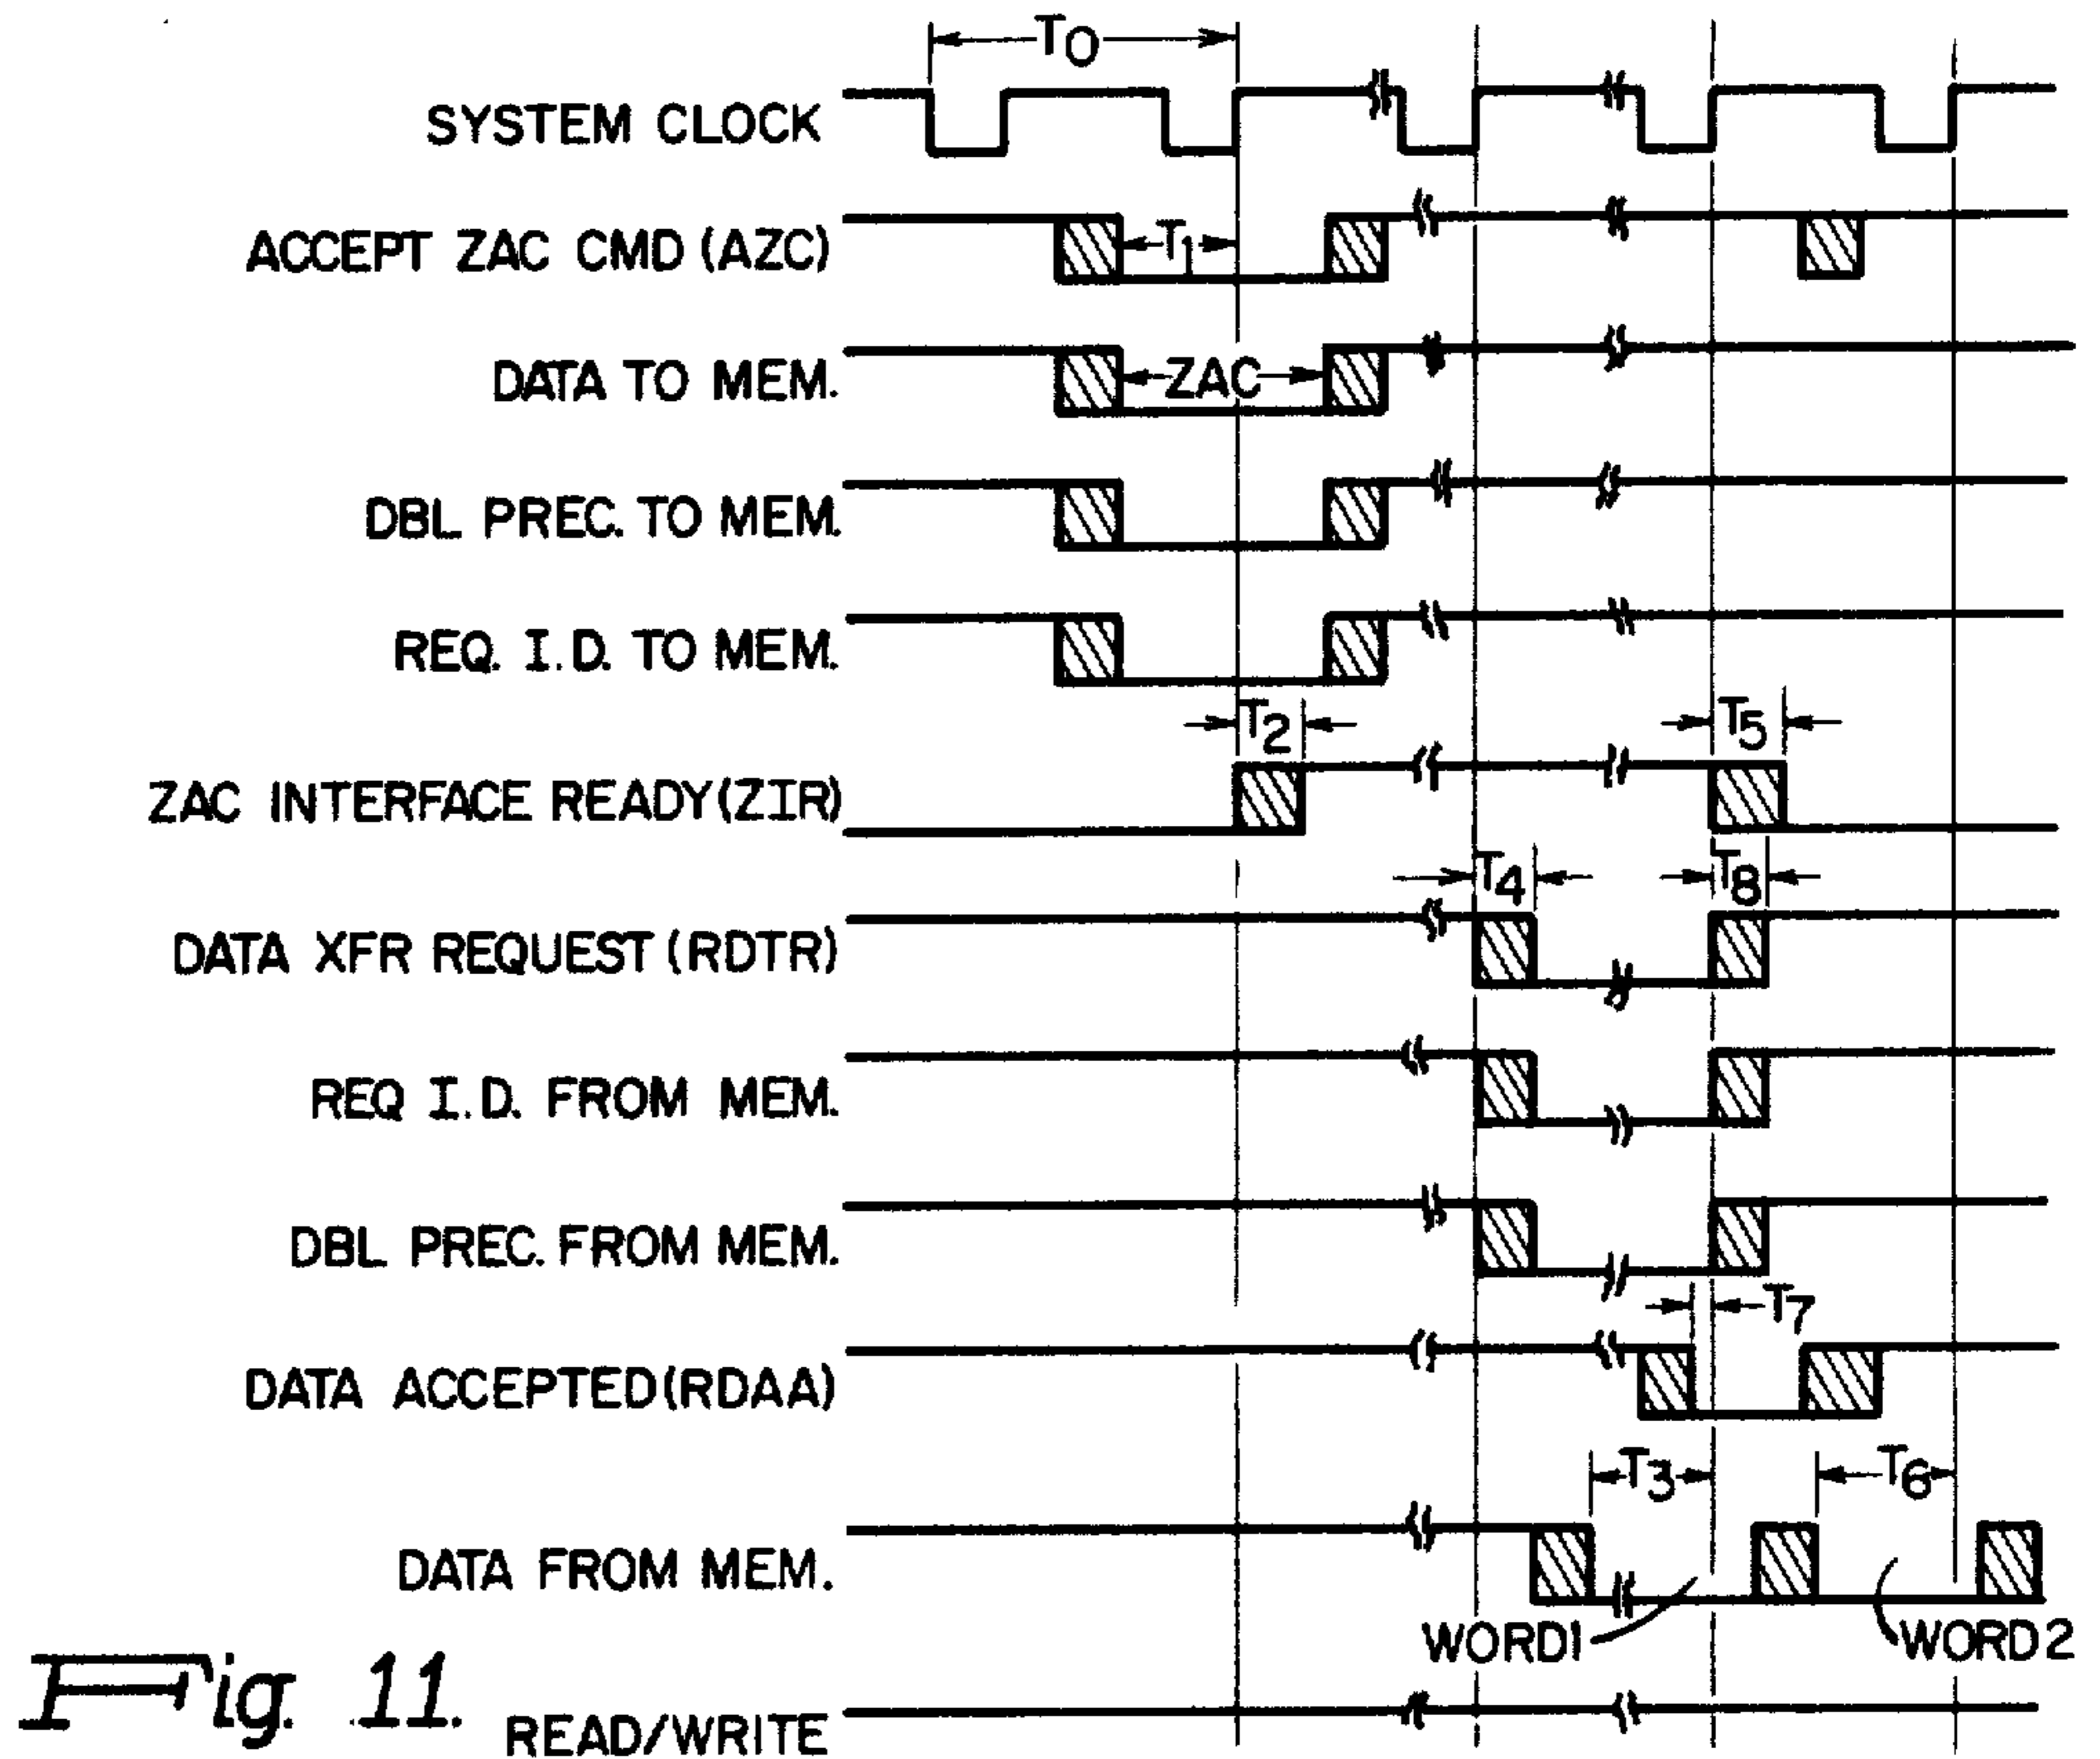 T0
SYSTEM CLOCK
ACCEPT ZAC CMD (AZC)
T1
DATA TO MEM.
ZAC
DBL PREC. TO MEM.
REQ. I.D. TO MEM.
T2
T5
ZAC INTERFACE READY(ZIR)
T4
T8
DATA XFR REQUEST (RDTR)
REQ I.D. FROM MEM.
DBL PREC. FROM MEM.
T7
DATA ACCEPTED(RDAA)
T3
T6
DATA FROM MEM.
WORD1
WORD2
Fig. 11.
READ/WRITE